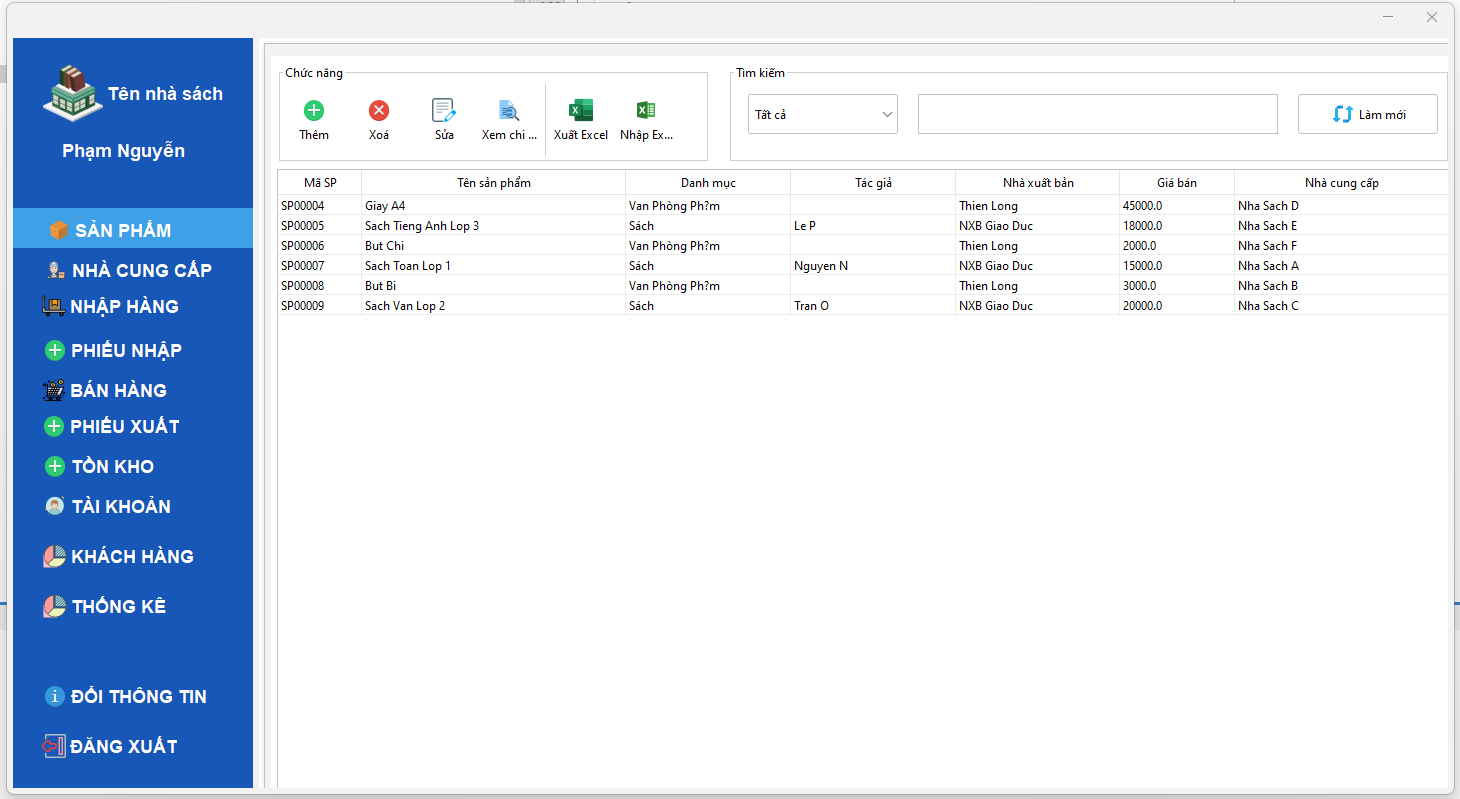 Tên nhà sách
Phạm Nguyễn
SẢN PHẨM
NHÀ CUNG CẤP
NHẬP HÀNG
PHIẾU NHẬP
BÁN HÀNG
PHIẾU XUẤT
TỒN KHO
TÀI KHOẢN
KHÁCH HÀNG
THỐNG KÊ
ĐỔI THÔNG TIN
ĐĂNG XUẤT
Chức năng
Thêm Xoá Sửa Xem chi ... Xuất Excel Nhập Ex...
Tìm kiếm
Tất cả Làm mới
Mã SP Tên sản phẩm Danh mục Tác giả Nhà xuất bản Giá bán Nhà cung cấp
SP00004 Giay A4 Van Phòng Ph?m Thien Long 45000.0 Nha Sach D
SP00005 Sach Tieng Anh Lop 3 Sách Le P NXB Giao Duc 18000.0 Nha Sach E
SP00006 But Chi Van Phòng Ph?m Thien Long 2000.0 Nha Sach F
SP00007 Sach Toan Lop 1 Sách Nguyen N NXB Giao Duc 15000.0 Nha Sach A
SP00008 But Bi Van Phòng Ph?m Thien Long 3000.0 Nha Sach B
SP00009 Sach Van Lop 2 Sách Tran O NXB Giao Duc 20000.0 Nha Sach C